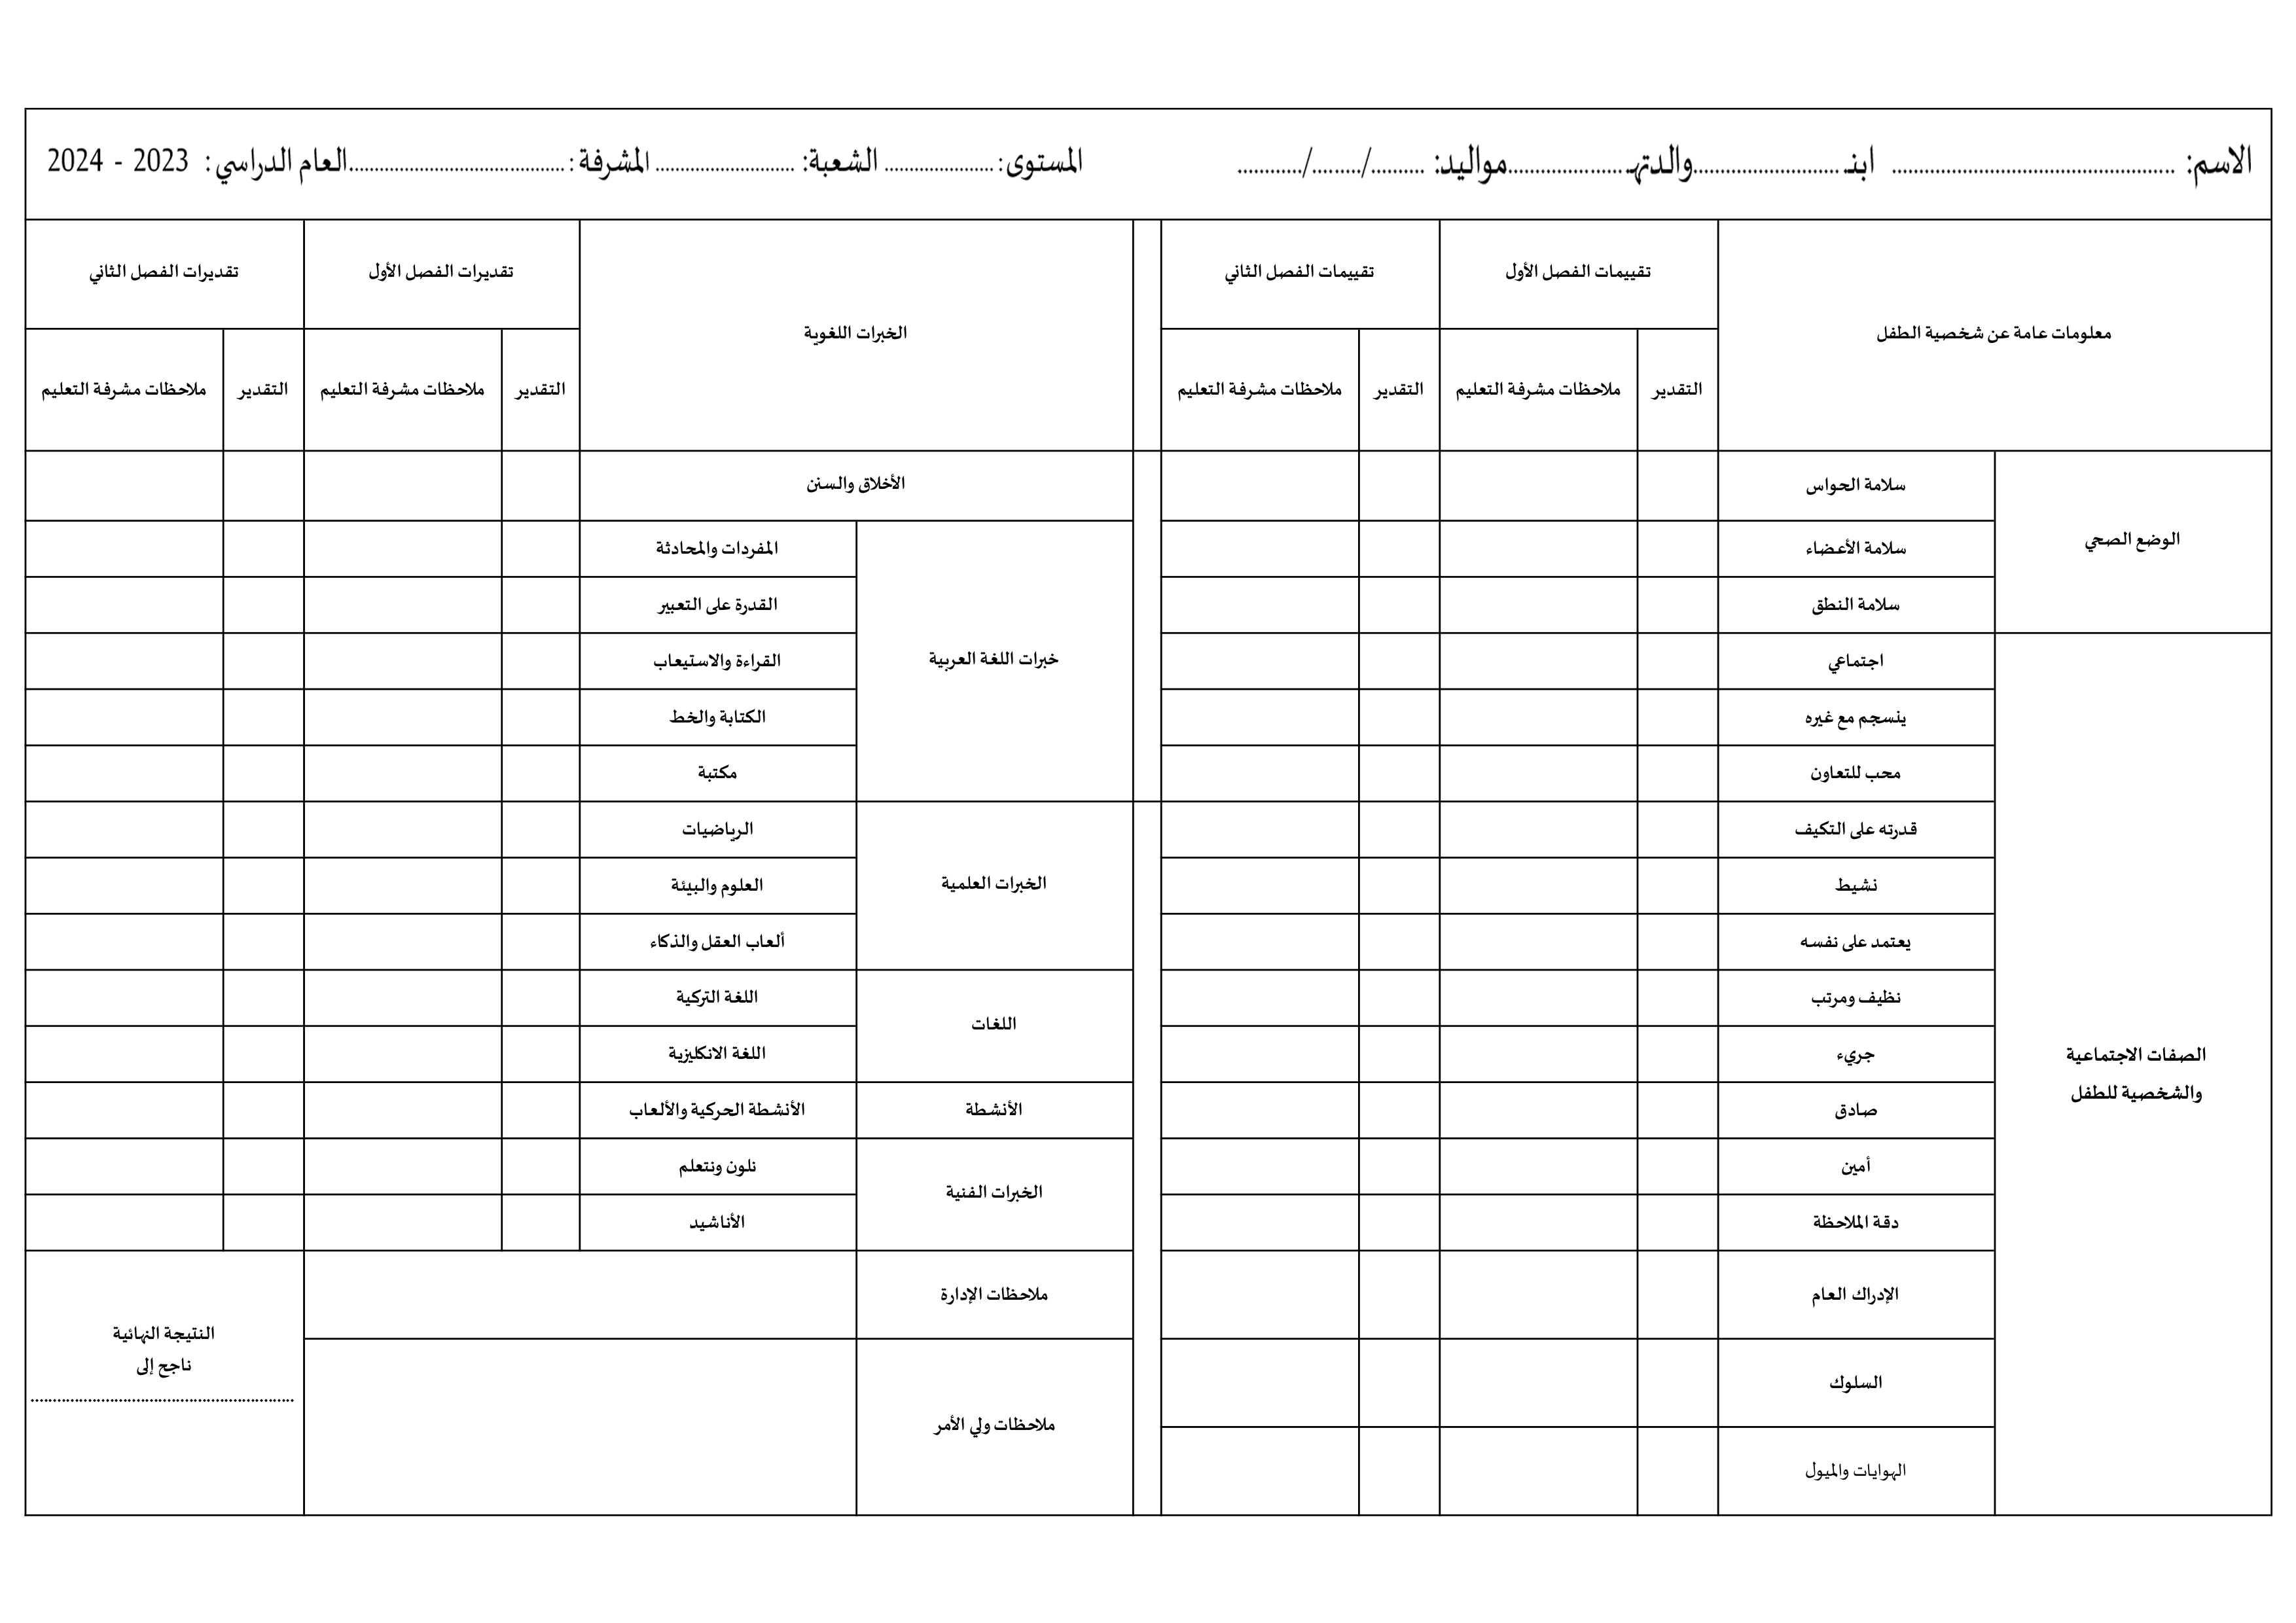 الاسم: ................................................ ابنـ.........................والدتهـ....................مواليد: ........../........./............ المستوى: ...................... الشعبة: ............................ المشرفة: ...........................................العام الدراسي: 2023 - 2024
معلومات عامة عن شخصية الطفل
تقييمات الفصل الأول
تقييمات الفصل الثاني
الخبرات اللغوية
تقديرات الفصل الأول
تقديرات الفصل الثاني
التقدير
ملاحظات مشرفة التعليم
التقدير
ملاحظات مشرفة التعليم
التقدير
ملاحظات مشرفة التعليم
التقدير
ملاحظات مشرفة التعليم
الوضع الصحي
سلامة الحواس
سلامة الأعضاء
سلامة النطق
الصفات الاجتماعية
والشخصية للطفل
اجتماعي
ينسجم مع غيره
محب للتعاون
قدرته على التكيف
نشيط
يعتمد على نفسه
نظيف ومرتب
جريء
صادق
أمين
دقة الملاحظة
الإدراك العام
السلوك
الهوايات والميول
الأخلاق والسنن
خبرات اللغة العربية
المفردات والمحادثة
القدرة على التعبير
القراءة والاستيعاب
الكتابة والخط
مكتبة
الخبرات العلمية
الرياضيات
العلوم والبيئة
ألعاب العقل والذكاء
اللغات
اللغة التركية
اللغة الانكليزية
الأنشطة
الأنشطة الحركية والألعاب
الخبرات الفنية
نلون ونتعلم
الأناشيد
ملاحظات الإدارة
ملاحظات ولي الأمر
النتيجة النهائية
ناجح إلى
............................................................